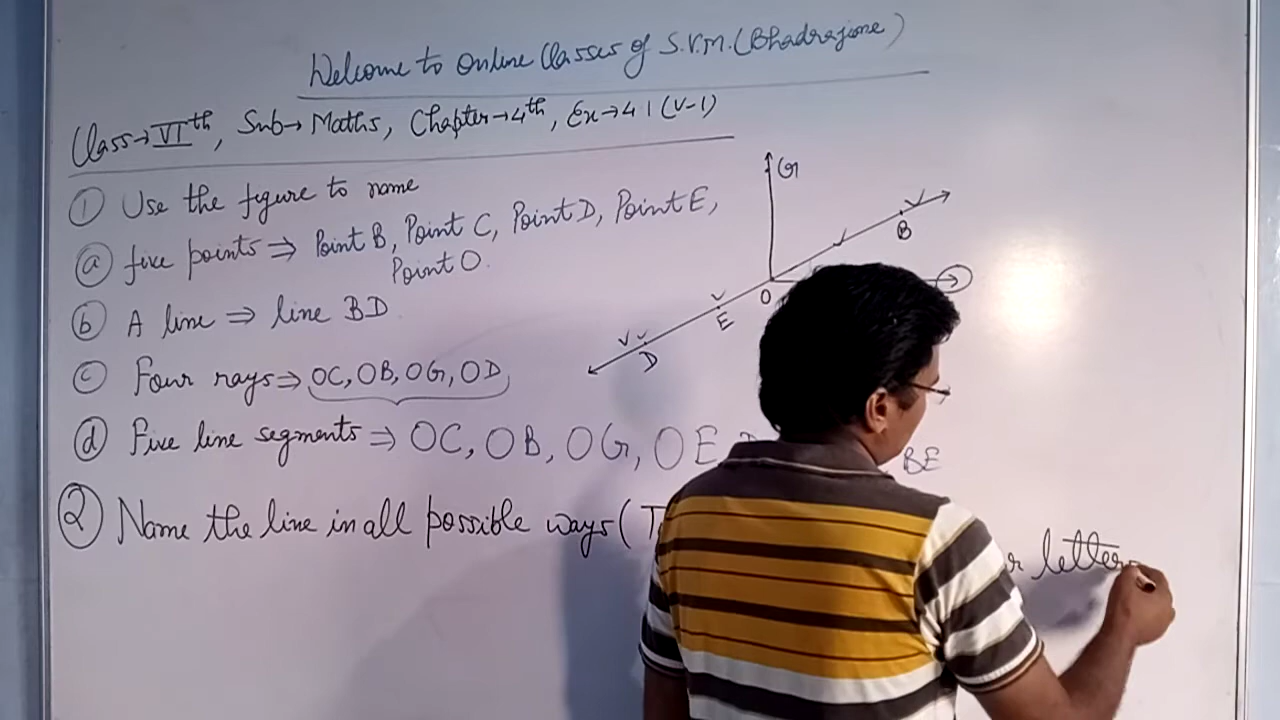 Welcome to Online Classes of S.V.M. (Bhadrajune)
Class→VIth, Sub→Maths, Chapter→4th, Ex→4.1 (V-1)
① Use the figure to name
ⓐ five points ⇒ Point B, Point C, Point D, Point E,
Point O.
ⓑ A line ⇒ line BD
ⓒ Four rays ⇒ OC, OB, OG, OD
ⓓ Five line segments ⇒ OC, OB, OG, OE, BE
② Name the line in all possible ways ( letters
G
B
O
E
D